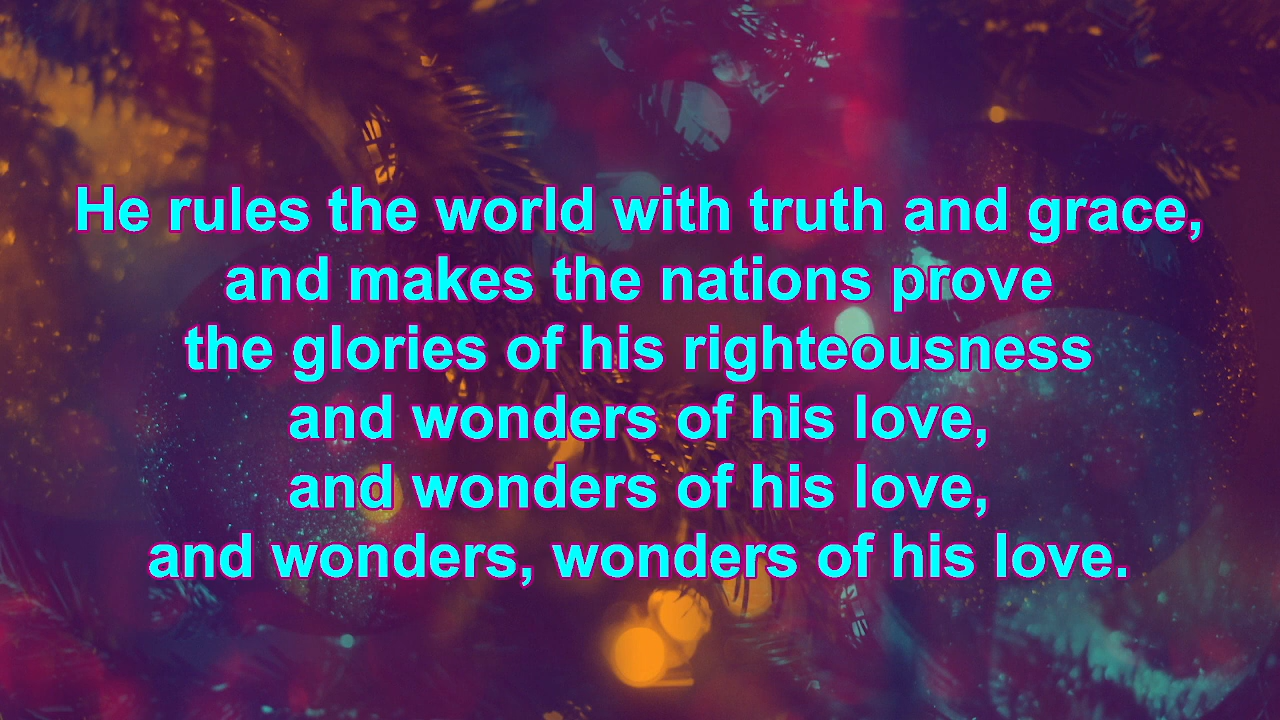 He rules the world with truth and grace,
and makes the nations prove
the glories of his righteousness
and wonders of his love,
and wonders of his love,
and wonders, wonders of his love.